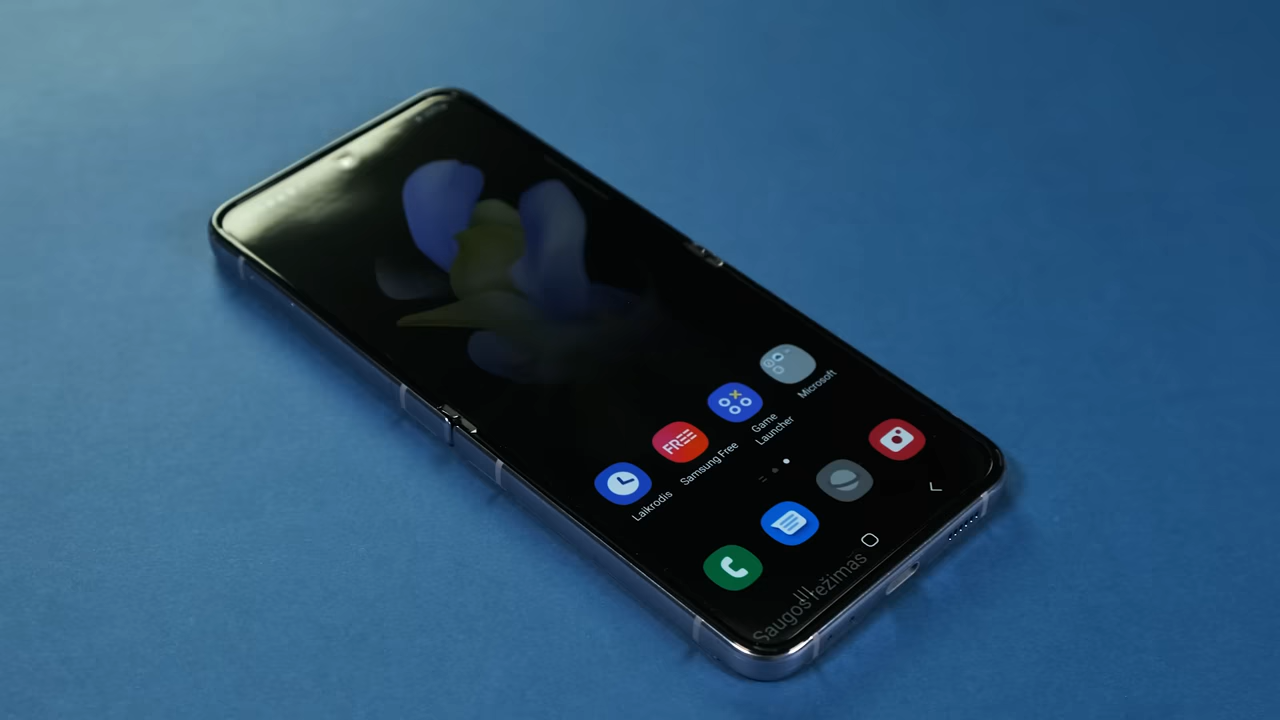 Laikrodis
FREE
Samsung Free
Game
Launcher
Microsoft
Saugos režimas